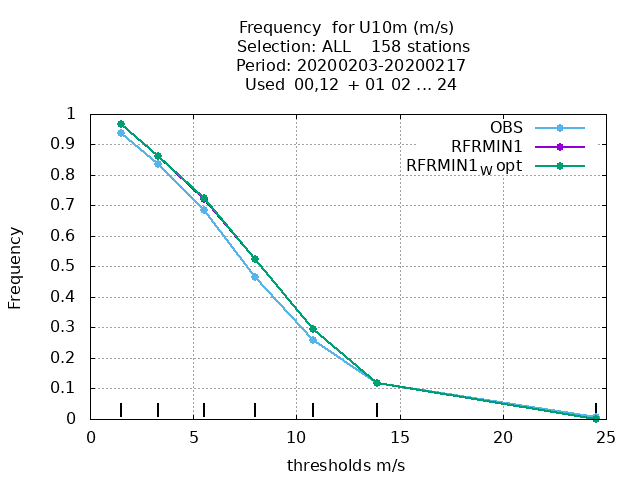 Frequency for U10m (m/s)
Selection: ALL 158 stations
Period: 20200203-20200217
Used 00,12 + 01 02 ... 24
OBS
RFRMIN1
RFRMIN1W opt
Frequency
1
0.9
0.8
0.7
0.6
0.5
0.4
0.3
0.2
0.1
0
0 5 10 15 20 25
thresholds m/s